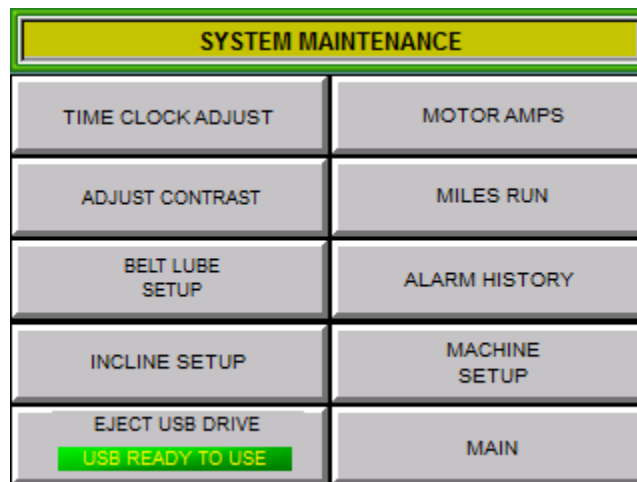 SYSTEM MAINTENANCE
TIME CLOCK ADJUST
MOTOR AMPS
ADJUST CONTRAST
MILES RUN
BELT LUBE
SETUP
ALARM HISTORY
INCLINE SETUP
MACHINE
SETUP
EJECT USB DRIVE
USB READY TO USE
MAIN